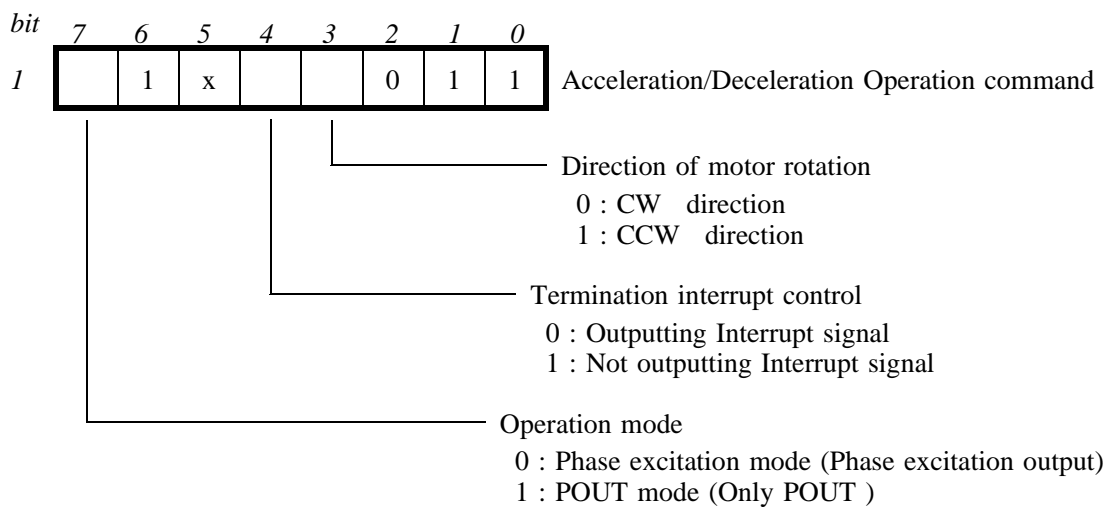 bit 7 6 5 4 3 2 1 0
1 1 x 0 1 1 Acceleration/Deceleration Operation command
Direction of motor rotation
0 : CW direction
1 : CCW direction
Termination interrupt control
0 : Outputting Interrupt signal
1 : Not outputting Interrupt signal
Operation mode
0 : Phase excitation mode (Phase excitation output)
1 : POUT mode (Only POUT )